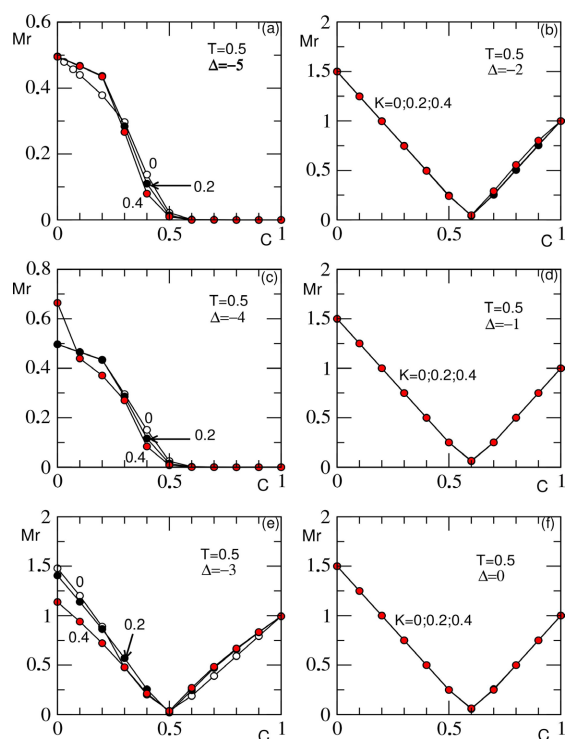 Mr
0.6
0.4
0.2
0
(a)
T=0.5
Δ=−5
0
0.2
0.4
0
0.5
C
1
Mr
2
1.5
1
0.5
0
(b)
T=0.5
Δ=−2
K=0;0.2;0.4
0
0.5
C
1
Mr
0.8
0.6
0.4
0.2
0
(c)
T=0.5
Δ=−4
0
0.2
0.4
0
0.5
C
1
Mr
2
1.5
1
0.5
0
(d)
T=0.5
Δ=−1
K=0;0.2;0.4
0
0.5
C
1
Mr
2
1.5
1
0.5
0
(e)
T=0.5
Δ=−3
0
0.2
0.4
0
0.5
C
1
Mr
2
1.5
1
0.5
0
(f)
T=0.5
Δ=0
K=0;0.2;0.4
0
0.5
C
1